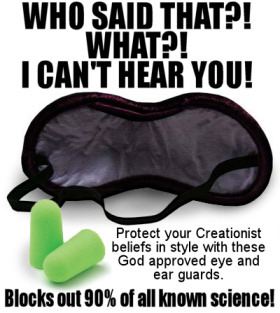 WHO SAID THAT?!
WHAT?!
I CAN'T HEAR YOU!
Protect your Creationist
beliefs in style with these
God approved eye and
ear guards.
Blocks out 90% of all known science!